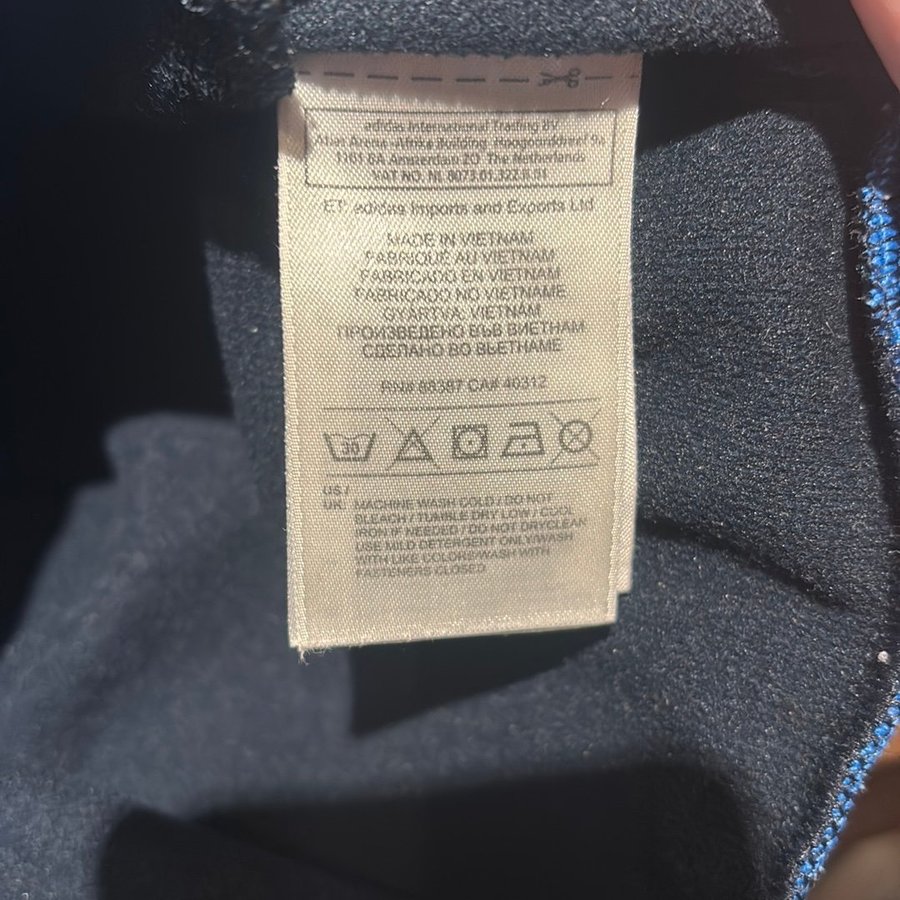 adidas International Trading BV
Atlas Arena -Afrika Building, Hoogoorddreef 9a,
1101 BA Amsterdam ZO The Netherlands
VAT NO. NL 8073.01.322.B.01
ET: adidas Imports and Exports Ltd
MADE IN VIETNAM
FABRIQUÉ AU VIETNAM
FABRICADO EN VIETNAM
FABRICADO NO VIETNAME
GYÁRTVA: VIETNAM
ПРОИЗВЕДЕНО ВЪВ ВИЕТНАМ
СДЕЛАНО ВО ВЬЕТНАМЕ
RN# 88387 CA# 40312
30
US /
UK: MACHINE WASH COLD / DO NOT
BLEACH / TUMBLE DRY LOW / COOL
IRON IF NEEDED / DO NOT DRYCLEAN
USE MILD DETERGENT ONLY/WASH
WITH LIKE COLORS/WASH WITH
FASTENERS CLOSED